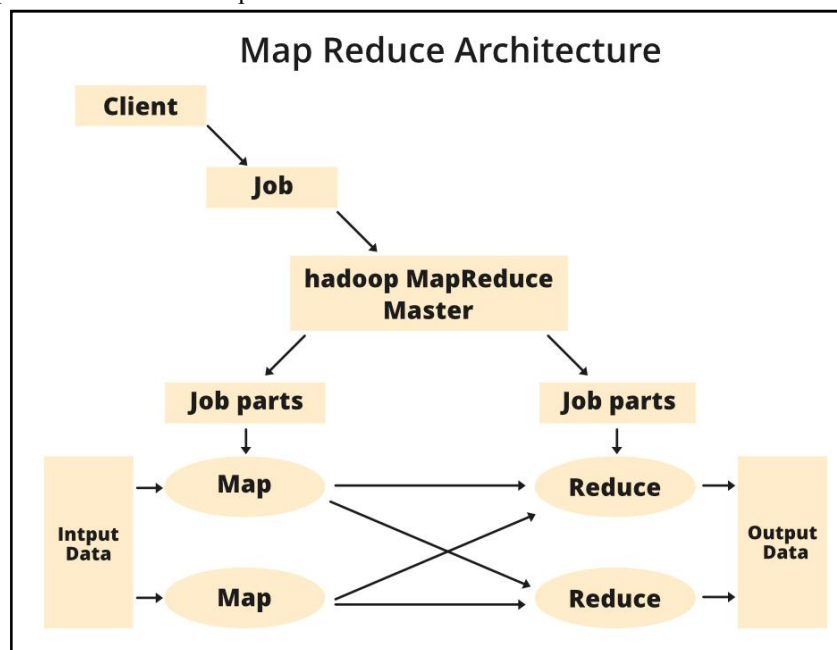 Map Reduce Architecture
Client
Job
hadoop MapReduce
Master
Job parts
Job parts
Map
Reduce
Intput
Data
Output
Data
Map
Reduce